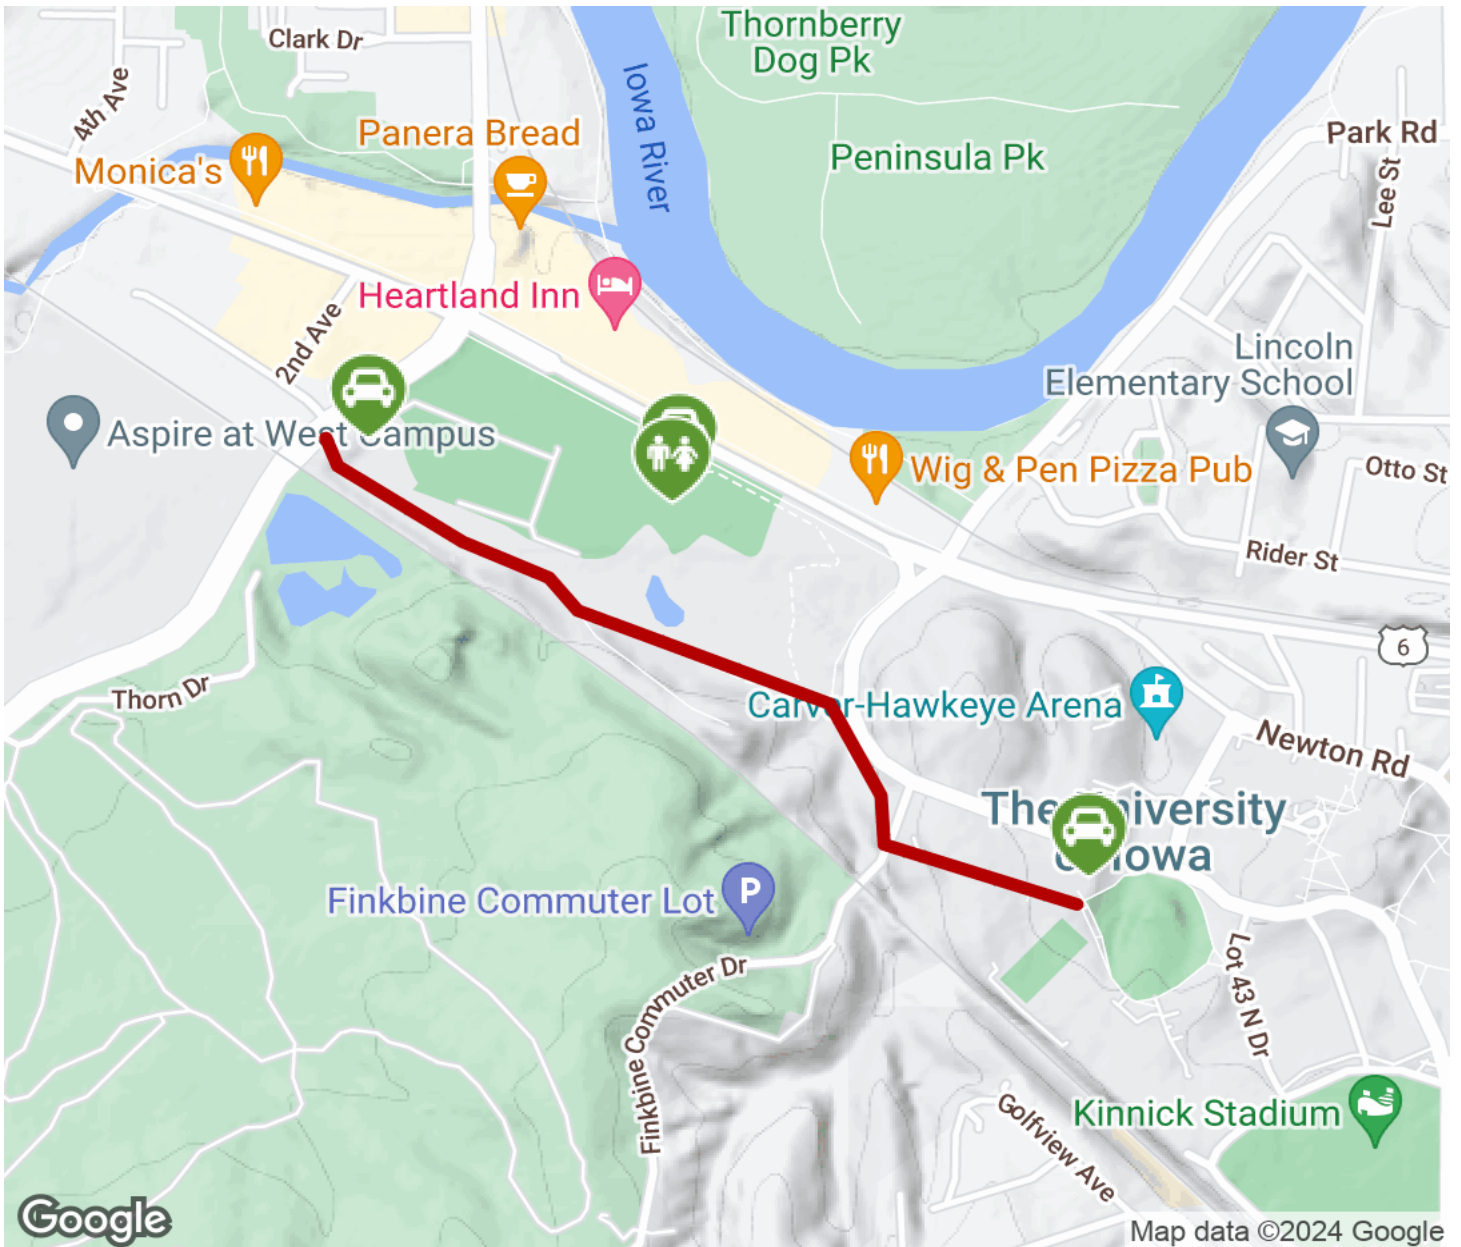 Clark Dr
4th Ave
Thornberry
Dog Pk
Iowa River
Park Rd
Panera Bread
Monica's
Peninsula Pk
Lee St
Heartland Inn
2nd Ave
Lincoln
Elementary School
Aspire at West Campus
Wig & Pen Pizza Pub
Otto St
Rider St
6
Thorn Dr
Carver-Hawkeye Arena
Newton Rd
The University
of Iowa
Finkbine Commuter Lot
P
Finkbine Commuter Dr
Lot 43 N Dr
Golfview Ave
Kinnick Stadium
Google
Map data ©2024 Google